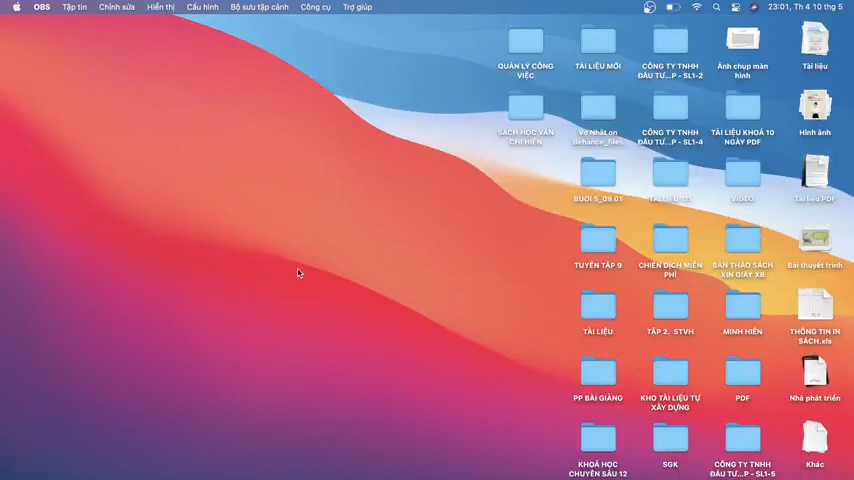 OBS Tập tin Chỉnh sửa Hiển thị Cấu hình Bộ sưu tập cảnh Công cụ Trợ giúp 23:01, Th 4 10 thg 5
QUẢN LÝ CÔNG
VIỆC
TÀI LIỆU MỚI
CÔNG TY TNHH
ĐẦU TƯ...P - SL1-2
Ảnh chụp màn
hình
Tài liệu
SÁCH HỌC VĂN
CHỊ HIÊN
Vợ Nhặt on
Behance_files
CÔNG TY TNHH
ĐẦU TƯ...P - SL1-4
TÀI LIỆU KHOÁ 10
NGÀY PDF
Hình ảnh
BUỔI 5_09.01
VIDEO
Tài liệu PDF
TUYỂN TẬP 9
CHIẾN DỊCH MIỄN
PHÍ
BẢN THẢO SÁCH
XIN GIẤY XB
Bài thuyết trình
TÀI LIỆU
TẬP 2. STVH
MINH HIÊN
THÔNG TIN IN
SÁCH.xls
PP BÀI GIẢNG
KHO TÀI LIỆU TỰ
XÂY DỰNG
PDF
Nhà phát triển
KHOÁ HỌC
CHUYÊN SÂU 12
SGK
CÔNG TY TNHH
ĐẦU TƯ...P - SL1-5
Khác